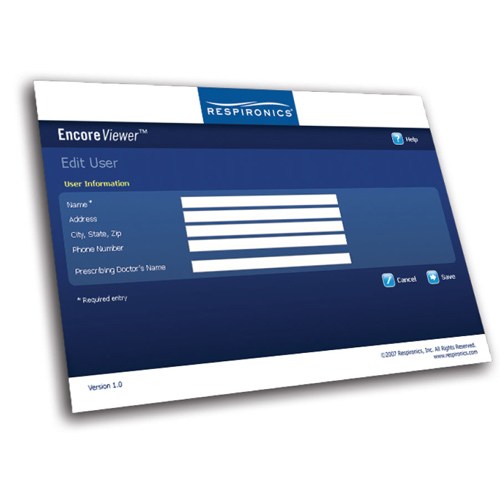 RESPIRONICS®
EncoreViewer™
Help
Edit User
User Information
Name *
Address
City, State, Zip
Phone Number
Prescribing Doctor's Name
Cancel
Save
* Required entry
©2007 Respironics, Inc. All Rights Reserved.
www.respironics.com
Version 1.0